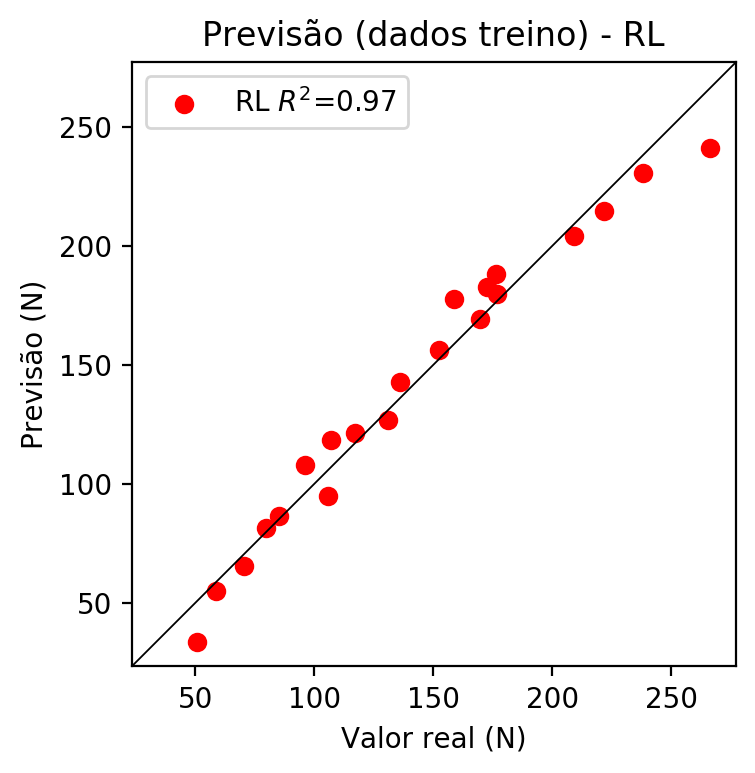 Previsão (dados treino) - RL
RL R²=0.97
250
200
150
100
50
Previsão (N)
50 100 150 200 250
Valor real (N)